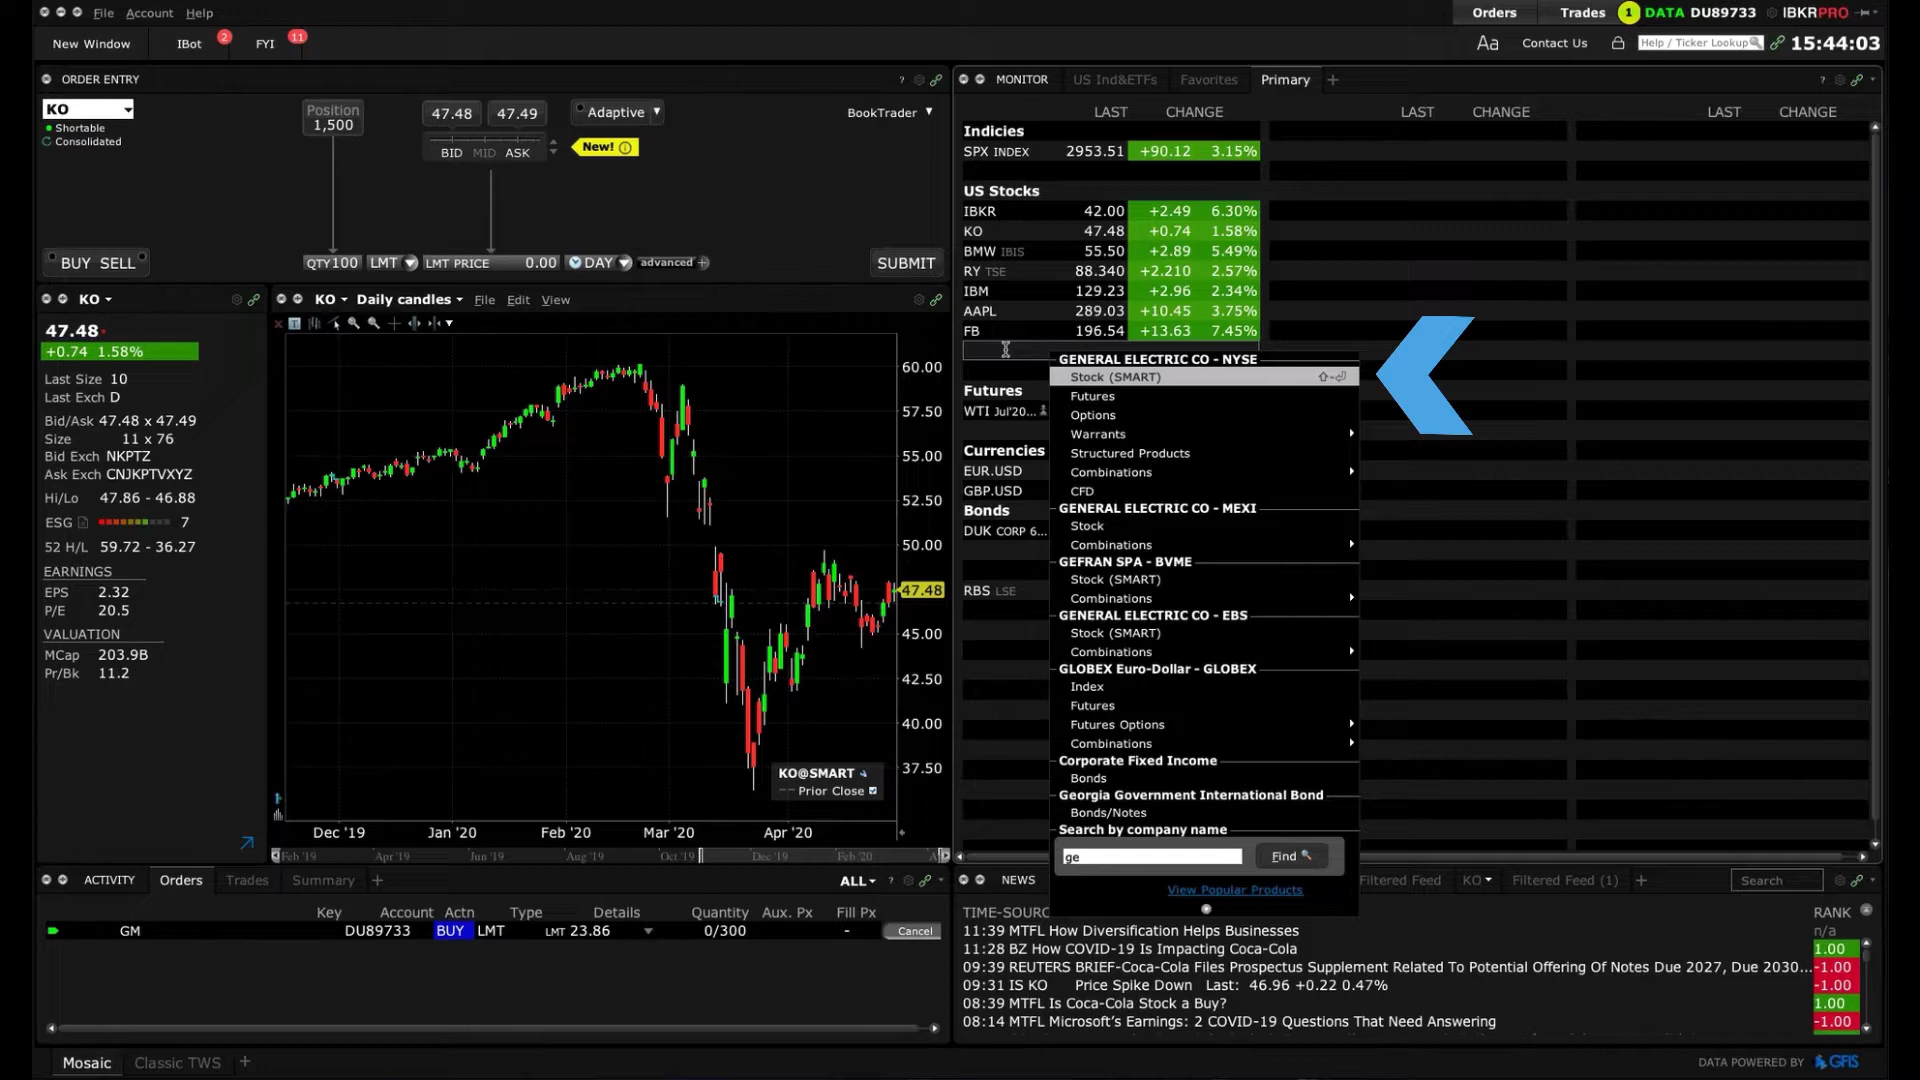 File Account Help
Orders Trades 1 DATA DU89733 IBKRPRO
New Window IBot 2 FYI 11
Aa Contact Us Help / Ticker Lookup 15:44:03
ORDER ENTRY ?
KO
Shortable
Consolidated
Position
1,500
47.48 47.49 Adaptive BookTrader
BID MID ASK New!
BUY SELL QTY 100 LMT LMT PRICE 0.00 DAY advanced + SUBMIT
KO
47.48
+0.74 1.58%
Last Size 10
Last Exch D
Bid/Ask 47.48 x 47.49
Size 11 x 76
Bid Exch NKPTZ
Ask Exch CNJKPTVXYZ
Hi/Lo 47.86 - 46.88
ESG 7
52 H/L 59.72 - 36.27
EARNINGS
EPS 2.32
P/E 20.5
VALUATION
MCap 203.9B
Pr/Bk 11.2
KO Daily candles File Edit View
60.00
57.50
55.00
52.50
50.00
47.48
45.00
42.50
40.00
37.50
KO@SMART
Prior Close
Dec '19 Jan '20 Feb '20 Mar '20 Apr '20
Feb '19 Apr '19 Jun '19 Aug '19 Oct '19 Dec '19 Feb '20
MONITOR US Ind&ETFs Favorites Primary + ?
LAST CHANGE LAST CHANGE LAST CHANGE
Indicies
SPX INDEX 2953.51 +90.12 3.15%
US Stocks
IBKR 42.00 +2.49 6.30%
KO 47.48 +0.74 1.58%
BMW IBIS 55.50 +2.89 5.49%
RY TSE 88.340 +2.210 2.57%
IBM 129.23 +2.96 2.34%
AAPL 289.03 +10.45 3.75%
FB 196.54 +13.63 7.45%
Futures
WTI Jul'20...
Currencies
EUR.USD
GBP.USD
Bonds
DUK CORP 6...
RBS LSE
GENERAL ELECTRIC CO - NYSE
Stock (SMART)
Futures
Options
Warrants
Structured Products
Combinations
CFD
GENERAL ELECTRIC CO - MEXI
Stock
Combinations
GEFRAN SPA - BVME
Stock (SMART)
Combinations
GENERAL ELECTRIC CO - EBS
Stock (SMART)
Combinations
GLOBEX Euro-Dollar - GLOBEX
Index
Futures
Futures Options
Combinations
Corporate Fixed Income
Bonds
Georgia Government International Bond
Bonds/Notes
Search by company name
ge Find
View Popular Products
ACTIVITY Orders Trades Summary + ALL ?
Key Account Actn Type Details Quantity Aux. Px Fill Px
GM DU89733 BUY LMT LMT 23.86 0/300 - Cancel
NEWS Filtered Feed KO Filtered Feed (1) + Search
RANK
11:39 MTFL How Diversification Helps Businesses n/a
11:28 BZ How COVID-19 Is Impacting Coca-Cola 1.00
09:39 REUTERS BRIEF-Coca-Cola Files Prospectus Supplement Related To Potential Offering Of Notes Due 2027, Due 2030... -1.00
09:31 IS KO Price Spike Down Last: 46.96 +0.22 0.47% -1.00
08:39 MTFL Is Coca-Cola Stock a Buy? 1.00
08:14 MTFL Microsoft's Earnings: 2 COVID-19 Questions That Need Answering -1.00
Mosaic Classic TWS +
DATA POWERED BY GFIS